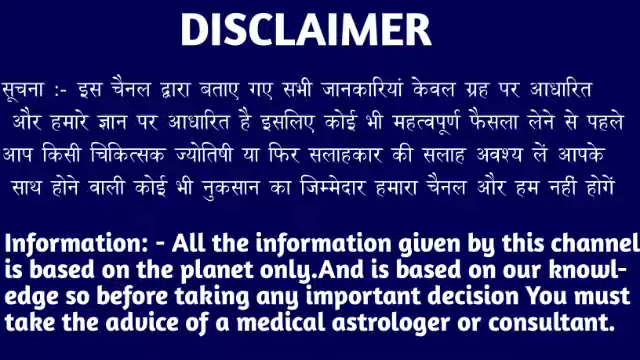 DISCLAIMER
सूचना :- इस चैनल द्वारा बताए गए सभी जानकारियां केवल ग्रह पर आधारित
और हमारे ज्ञान पर आधारित है इसलिए कोई भी महत्वपूर्ण फैसला लेने से पहले
आप किसी चिकित्सक ज्योतिषी या फिर सलाहकार की सलाह अवश्य लें आपके
साथ होने वाली कोई भी नुकसान का जिम्मेदार हमारा चैनल और हम नहीं होगें
Information: - All the information given by this channel
is based on the planet only.And is based on our knowl-
edge so before taking any important decision You must
take the advice of a medical astrologer or consultant.